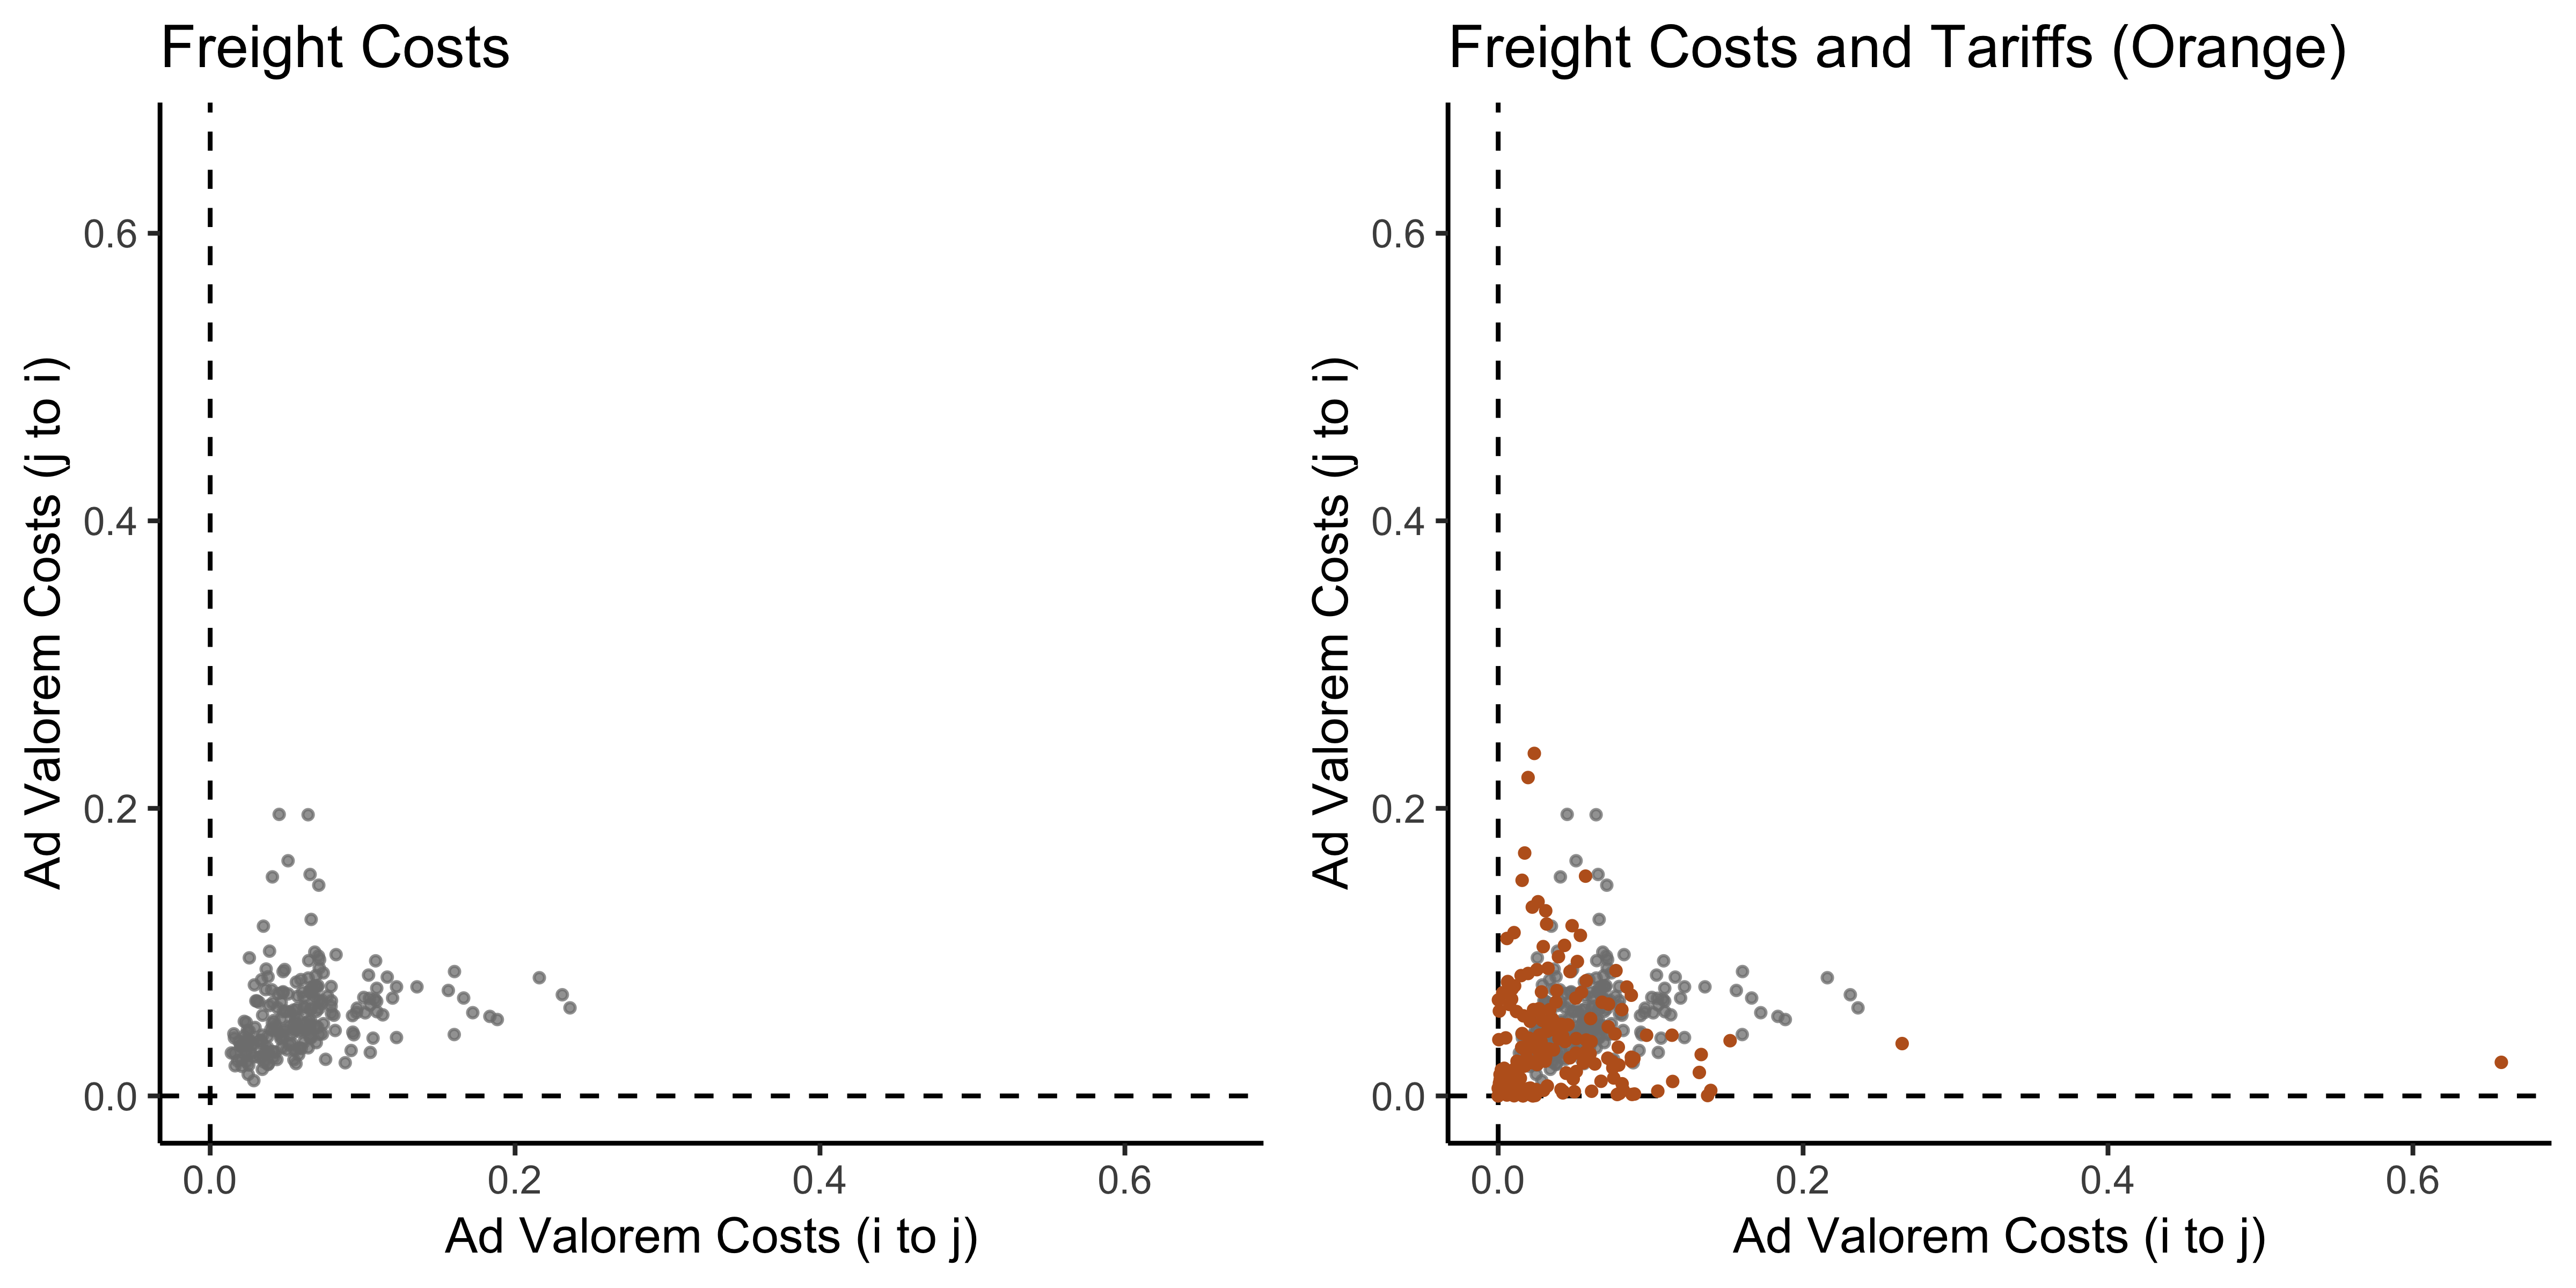 Freight Costs
Ad Valorem Costs (j to i)
0.6
0.4
0.2
0.0
0.0 0.2 0.4 0.6
Ad Valorem Costs (i to j)
Freight Costs and Tariffs (Orange)
Ad Valorem Costs (j to i)
0.6
0.4
0.2
0.0
0.0 0.2 0.4 0.6
Ad Valorem Costs (i to j)